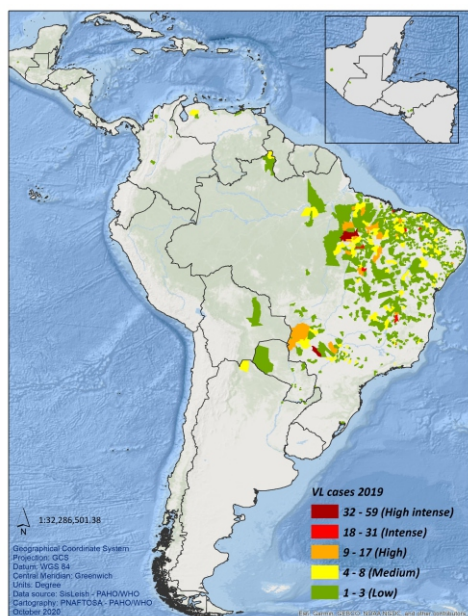 VL cases 2019
32 - 59 (High intense)
18 - 31 (Intense)
9 - 17 (High)
4 - 8 (Medium)
1 - 3 (Low)
N
1:32,286,501.38
Geographical Coordinate System
Projection: GCS
Datum: WGS 84
Central Meridian: Greenwich
Units: Degree
Data source: SisLeish - PAHO/WHO
Cartography: PNAFTOSA - PAHO/WHO
October 2020